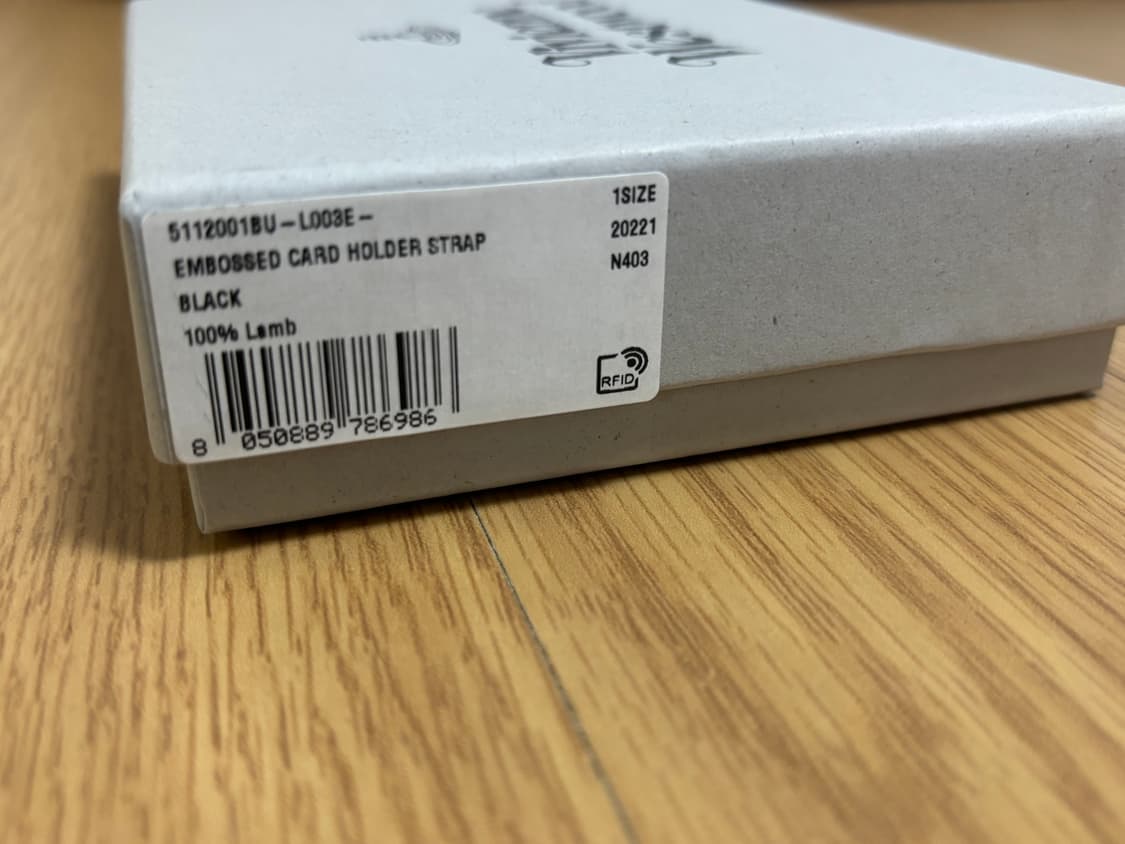 5112001BU-L003E-
EMBOSSED CARD HOLDER STRAP
BLACK
100% Lamb
8 050889 786986
1SIZE
20221
N403
RFID